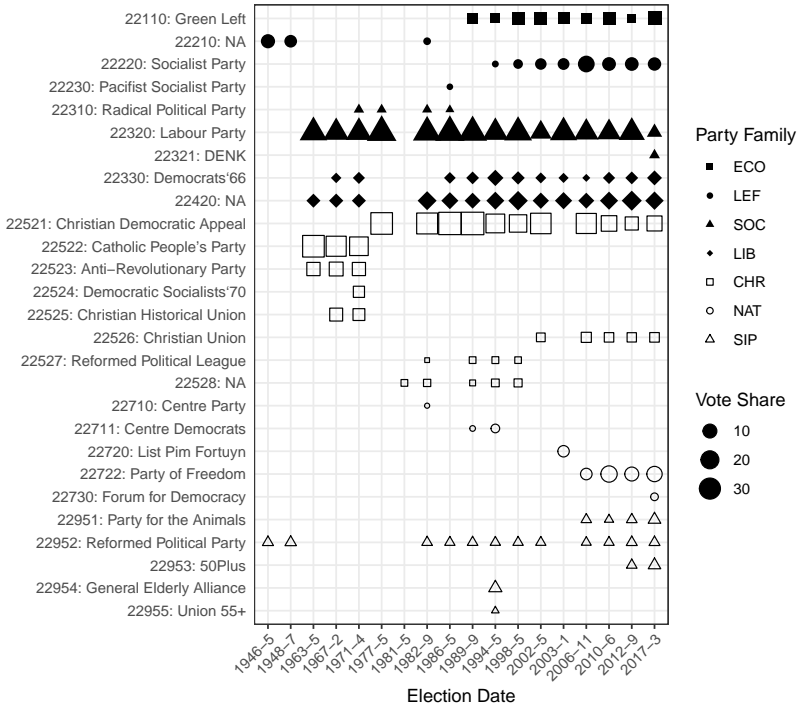 22110: Green Left
22210: NA
22220: Socialist Party
22230: Pacifist Socialist Party
22310: Radical Political Party
22320: Labour Party
22321: DENK
22330: Democrats'66
22420: NA
22521: Christian Democratic Appeal
22522: Catholic People's Party
22523: Anti−Revolutionary Party
22524: Democratic Socialists'70
22525: Christian Historical Union
22526: Christian Union
22527: Reformed Political League
22528: NA
22710: Centre Party
22711: Centre Democrats
22720: List Pim Fortuyn
22722: Party of Freedom
22730: Forum for Democracy
22951: Party for the Animals
22952: Reformed Political Party
22953: 50Plus
22954: General Elderly Alliance
22955: Union 55+
1946−5
1948−7
1963−5
1967−2
1971−4
1977−5
1981−5
1982−9
1986−5
1989−9
1994−5
1998−5
2002−5
2003−1
2006−11
2010−6
2012−9
2017−3
Election Date
Party Family
ECO
LEF
SOC
LIB
CHR
NAT
SIP
Vote Share
10
20
30